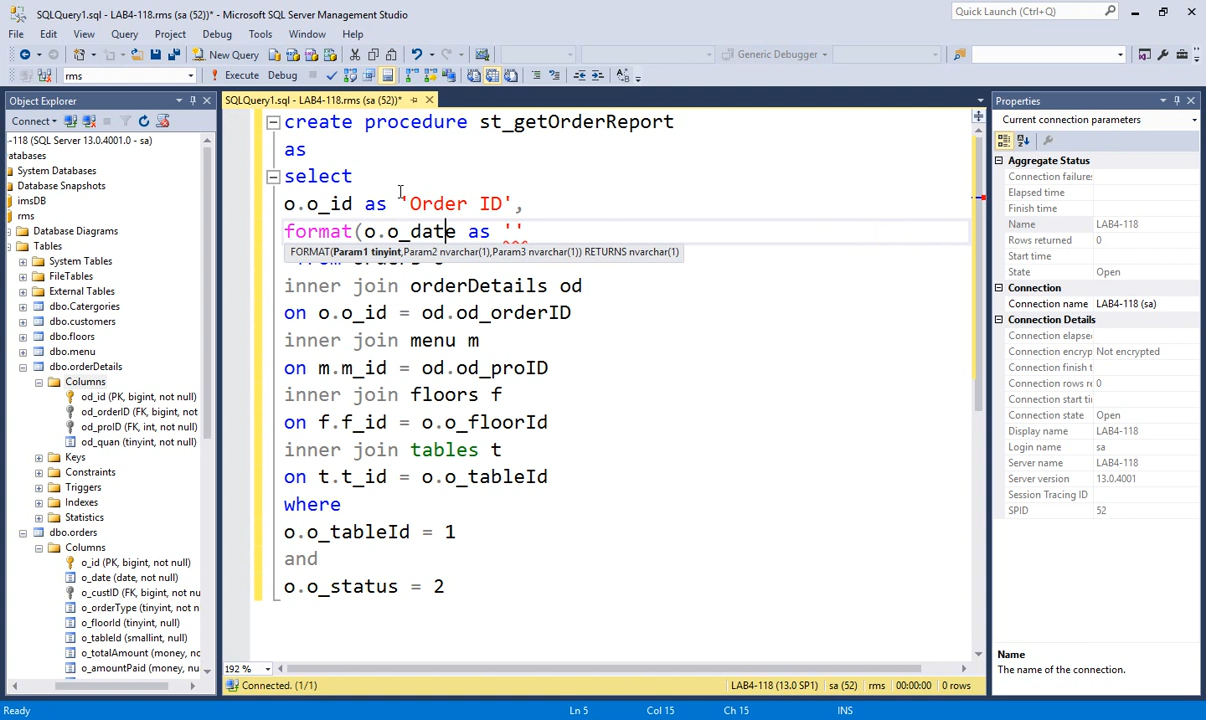 SQLQuery1.sql - LAB4-118.rms (sa (52))* - Microsoft SQL Server Management Studio
Quick Launch (Ctrl+Q)
File Edit View Query Project Debug Tools Window Help
New Query
Generic Debugger
rms
Execute Debug
Object Explorer
Connect
-118 (SQL Server 13.0.4001.0 - sa)
atabases
System Databases
Database Snapshots
imsDB
rms
Database Diagrams
Tables
System Tables
FileTables
External Tables
dbo.Catergories
dbo.customers
dbo.floors
dbo.menu
dbo.orderDetails
Columns
od_id (PK, bigint, not null)
od_orderID (FK, bigint, not
od_proID (FK, int, not null)
od_quan (tinyint, not null)
Keys
Constraints
Triggers
Indexes
Statistics
dbo.orders
Columns
o_id (PK, bigint, not null)
o_date (date, not null)
o_custID (FK, bigint, not nu
o_orderType (tinyint, not n
o_floorId (tinyint, not null)
o_tableId (smallint, null)
o_totalAmount (money, no
o_amountPaid (money, no
SQLQuery1.sql - LAB4-118.rms (sa (52))*
create procedure st_getOrderReport
as
select
o.o_id as 'Order ID',
format(o.o_date as ''
FORMAT(Param1 tinyint,Param2 nvarchar(1),Param3 nvarchar(1)) RETURNS nvarchar(1)
inner join orderDetails od
on o.o_id = od.od_orderID
inner join menu m
on m.m_id = od.od_proID
inner join floors f
on f.f_id = o.o_floorId
inner join tables t
on t.t_id = o.o_tableId
where
o.o_tableId = 1
and
o.o_status = 2
192 %
Connected. (1/1)
LAB4-118 (13.0 SP1) sa (52) rms 00:00:00 0 rows
Properties
Current connection parameters
Aggregate Status
Connection failures
Elapsed time
Finish time
Name LAB4-118
Rows returned 0
Start time
State Open
Connection
Connection name LAB4-118 (sa)
Connection Details
Connection elapse
Connection encryp Not encrypted
Connection finish t
Connection rows re 0
Connection start ti
Connection state Open
Display name LAB4-118
Login name sa
Server name LAB4-118
Server version 13.0.4001
Session Tracing ID
SPID 52
Name
The name of the connection.
Ready
Ln 5 Col 15 Ch 15 INS